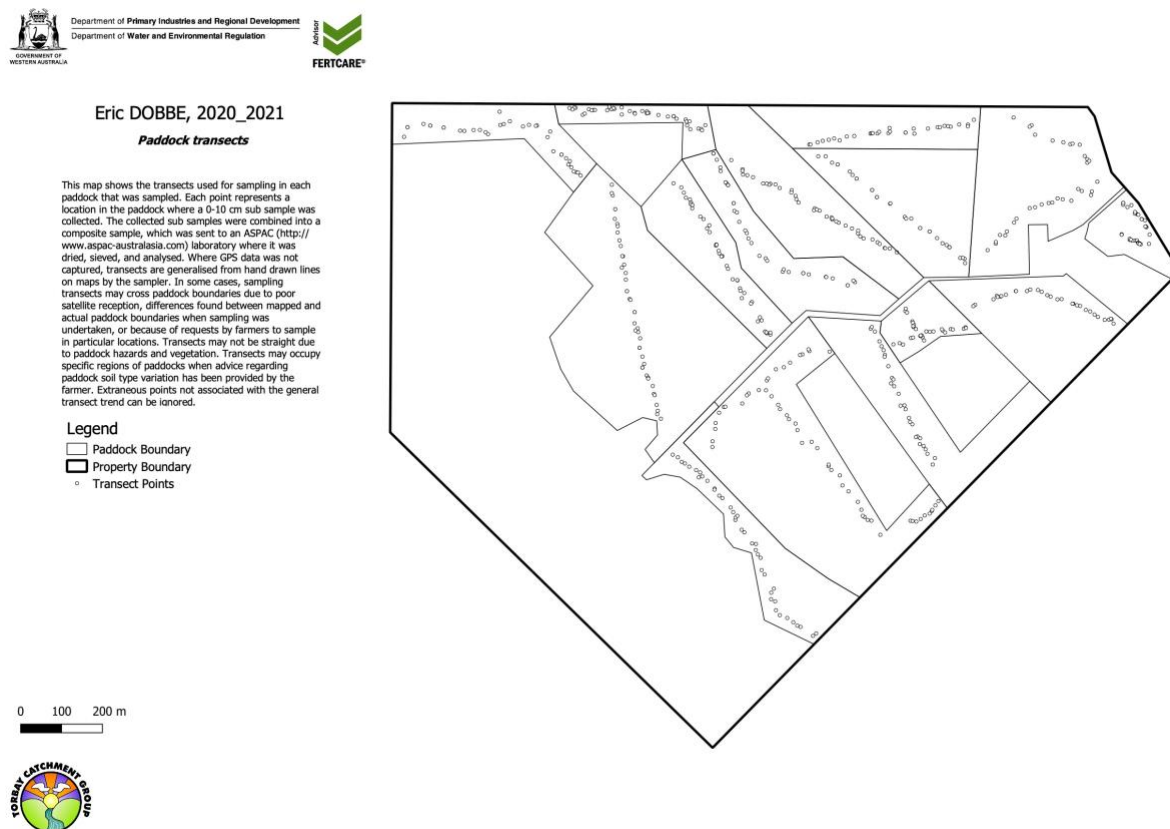 Department of Primary Industries and Regional Development
Department of Water and Environmental Regulation
GOVERNMENT OF
WESTERN AUSTRALIA
Advisor
FERTCARE®
Eric DOBBE, 2020_2021
Paddock transects
This map shows the transects used for sampling in each
paddock that was sampled. Each point represents a
location in the paddock where a 0-10 cm sub sample was
collected. The collected sub samples were combined into a
composite sample, which was sent to an ASPAC (http://
www.aspac-australasia.com) laboratory where it was
dried, sieved, and analysed. Where GPS data was not
captured, transects are generalised from hand drawn lines
on maps by the sampler. In some cases, sampling
transects may cross paddock boundaries due to poor
satellite reception, differences found between mapped and
actual paddock boundaries when sampling was
undertaken, or because of requests by farmers to sample
in particular locations. Transects may not be straight due
to paddock hazards and vegetation. Transects may occupy
specific regions of paddocks when advice regarding
paddock soil type variation has been provided by the
farmer. Extraneous points not associated with the general
transect trend can be ignored.
Legend
Paddock Boundary
Property Boundary
Transect Points
0 100 200 m
TORBAY CATCHMENT GROUP